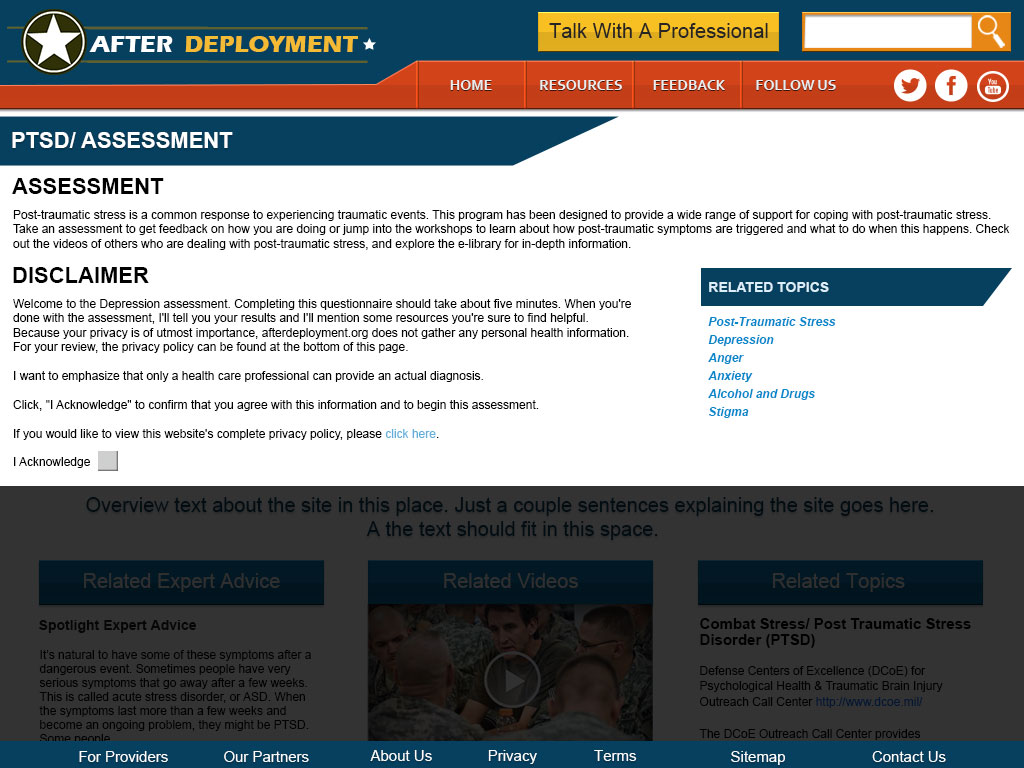 AFTER DEPLOYMENT
Talk With A Professional
HOME
RESOURCES
FEEDBACK
FOLLOW US
You
Tube
PTSD/ ASSESSMENT
ASSESSMENT
Post-traumatic stress is a common response to experiencing traumatic events. This program has been designed to provide a wide range of support for coping with post-traumatic stress.
Take an assessment to get feedback on how you are doing or jump into the workshops to learn about how post-traumatic symptoms are triggered and what to do when this happens. Check
out the videos of others who are dealing with post-traumatic stress, and explore the e-library for in-depth information.
DISCLAIMER
Welcome to the Depression assessment. Completing this questionnaire should take about five minutes. When you're
done with the assessment, I'll tell you your results and I'll mention some resources you're sure to find helpful.
Because your privacy is of utmost importance, afterdeployment.org does not gather any personal health information.
For your review, the privacy policy can be found at the bottom of this page.
I want to emphasize that only a health care professional can provide an actual diagnosis.
Click, "I Acknowledge" to confirm that you agree with this information and to begin this assessment.
If you would like to view this website's complete privacy policy, please click here.
I Acknowledge
RELATED TOPICS
Post-Traumatic Stress
Depression
Anger
Anxiety
Alcohol and Drugs
Stigma
Overview text about the site in this place. Just a couple sentences explaining the site goes here.
A the text should fit in this space.
Related Expert Advice
Spotlight Expert Advice
It's natural to have some of these symptoms after a
dangerous event. Sometimes people have very
serious symptoms that go away after a few weeks.
This is called acute stress disorder, or ASD. When
the symptoms last more than a few weeks and
become an ongoing problem, they might be PTSD.
Some people
Related Videos
Related Topics
Combat Stress/ Post Traumatic Stress
Disorder (PTSD)
Defense Centers of Excellence (DCoE) for
Psychological Health & Traumatic Brain Injury
Outreach Call Center http://www.dcoe.mil/
The DCoE Outreach Call Center provides
For Providers
Our Partners
About Us
Privacy
Terms
Sitemap
Contact Us